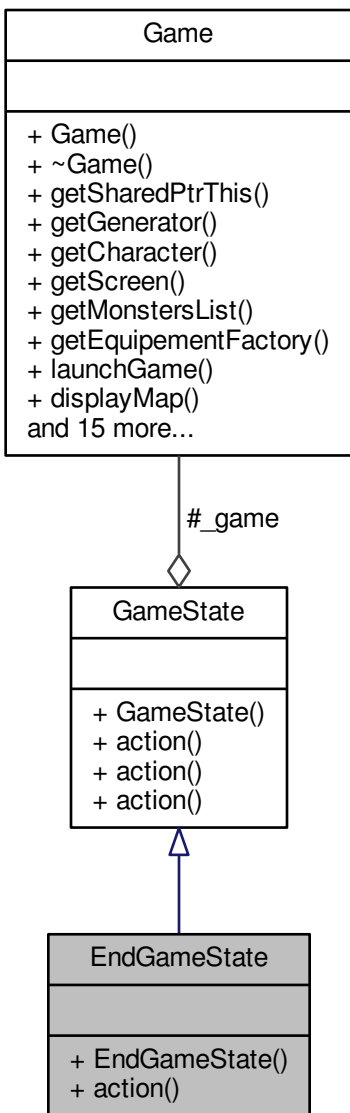 Game
+ Game()
+ ~Game()
+ getSharedPtrThis()
+ getGenerator()
+ getCharacter()
+ getScreen()
+ getMonstersList()
+ getEquipementFactory()
+ launchGame()
+ displayMap()
and 15 more...
#_game
GameState
+ GameState()
+ action()
+ action()
+ action()
EndGameState
+ EndGameState()
+ action()